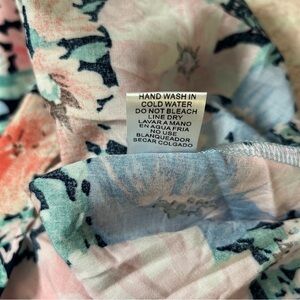 HAND WASH IN
COLD WATER
DO NOT BLEACH
LINE DRY
LAVAR A MANO
EN AGUA FRIA
NO USE
BLANQUEADOR
SECAR COLGADO